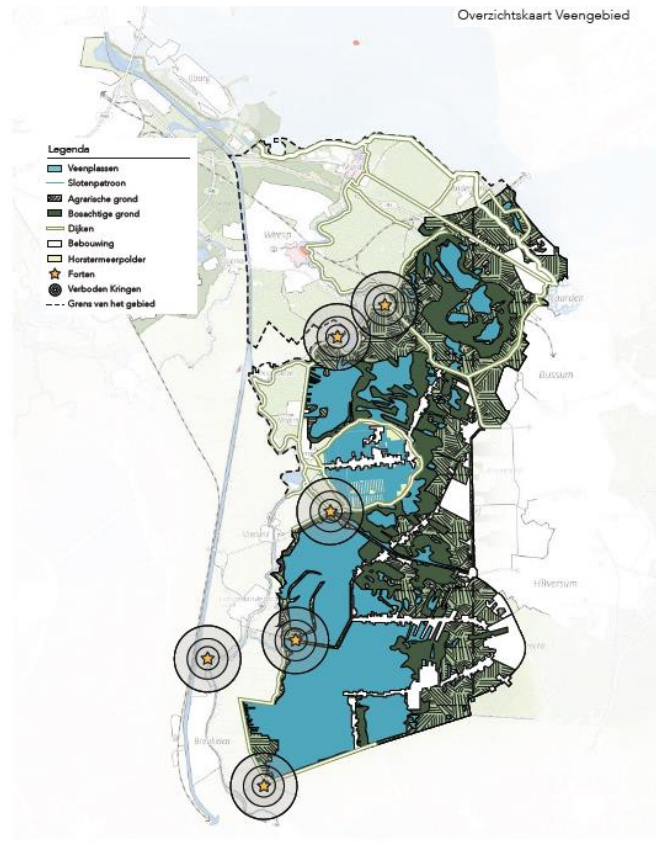 Overzichtskaart Veengebied
IJburg
Legenda
Veenplassen
Slotenpatroon
Agrarische grond
Bosachtige grond
Dijken
Bebouwing
Horstermeerpolder
Forten
Verboden Kringen
Grens van het gebied
Weesp
Bussum
Hilversum
Breukelen